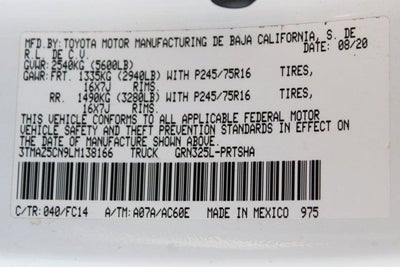 MFD.BY:TOYOTA MOTOR MANUFACTURING DE BAJA CALIFORNIA, S. DE
R.L. DE C.V. DATE: 08/20
GVWR:2540KG (5600LB)
GAWR:FRT. 1335KG (2940LB) WITH P245/75R16 TIRES,
16X7J RIMS
RR. 1490KG (3280LB) WITH P245/75R16 TIRES,
16X7J RIMS
THIS VEHICLE CONFORMS TO ALL APPLICABLE FEDERAL MOTOR
VEHICLE SAFETY AND BUMPER STANDARDS IN EFFECT ON
THE DATE OF MANUFACTURE SHOWN ABOVE.
3TMAZ5CN9LM138166 TRUCK GRN325L-PRTSHA
C/TR: 040/FC14 A/TM: A07A/AC60E MADE IN MEXICO 975